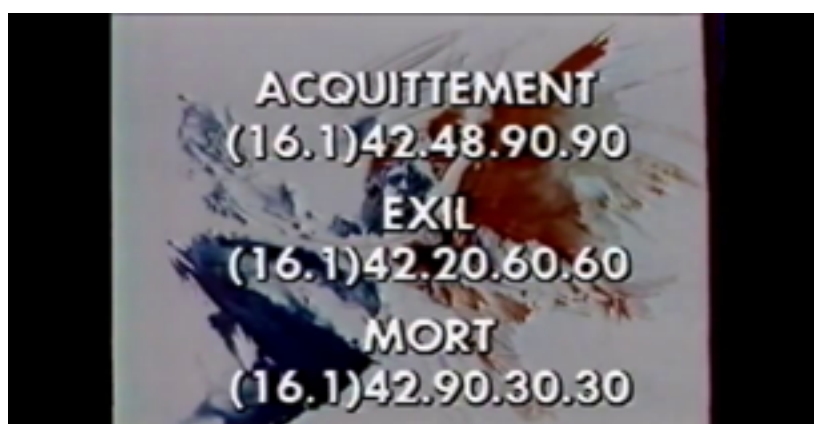 ACQUITTEMENT
(16.1)42.48.90.90
EXIL
(16.1)42.20.60.60
MORT
(16.1)42.90.30.30